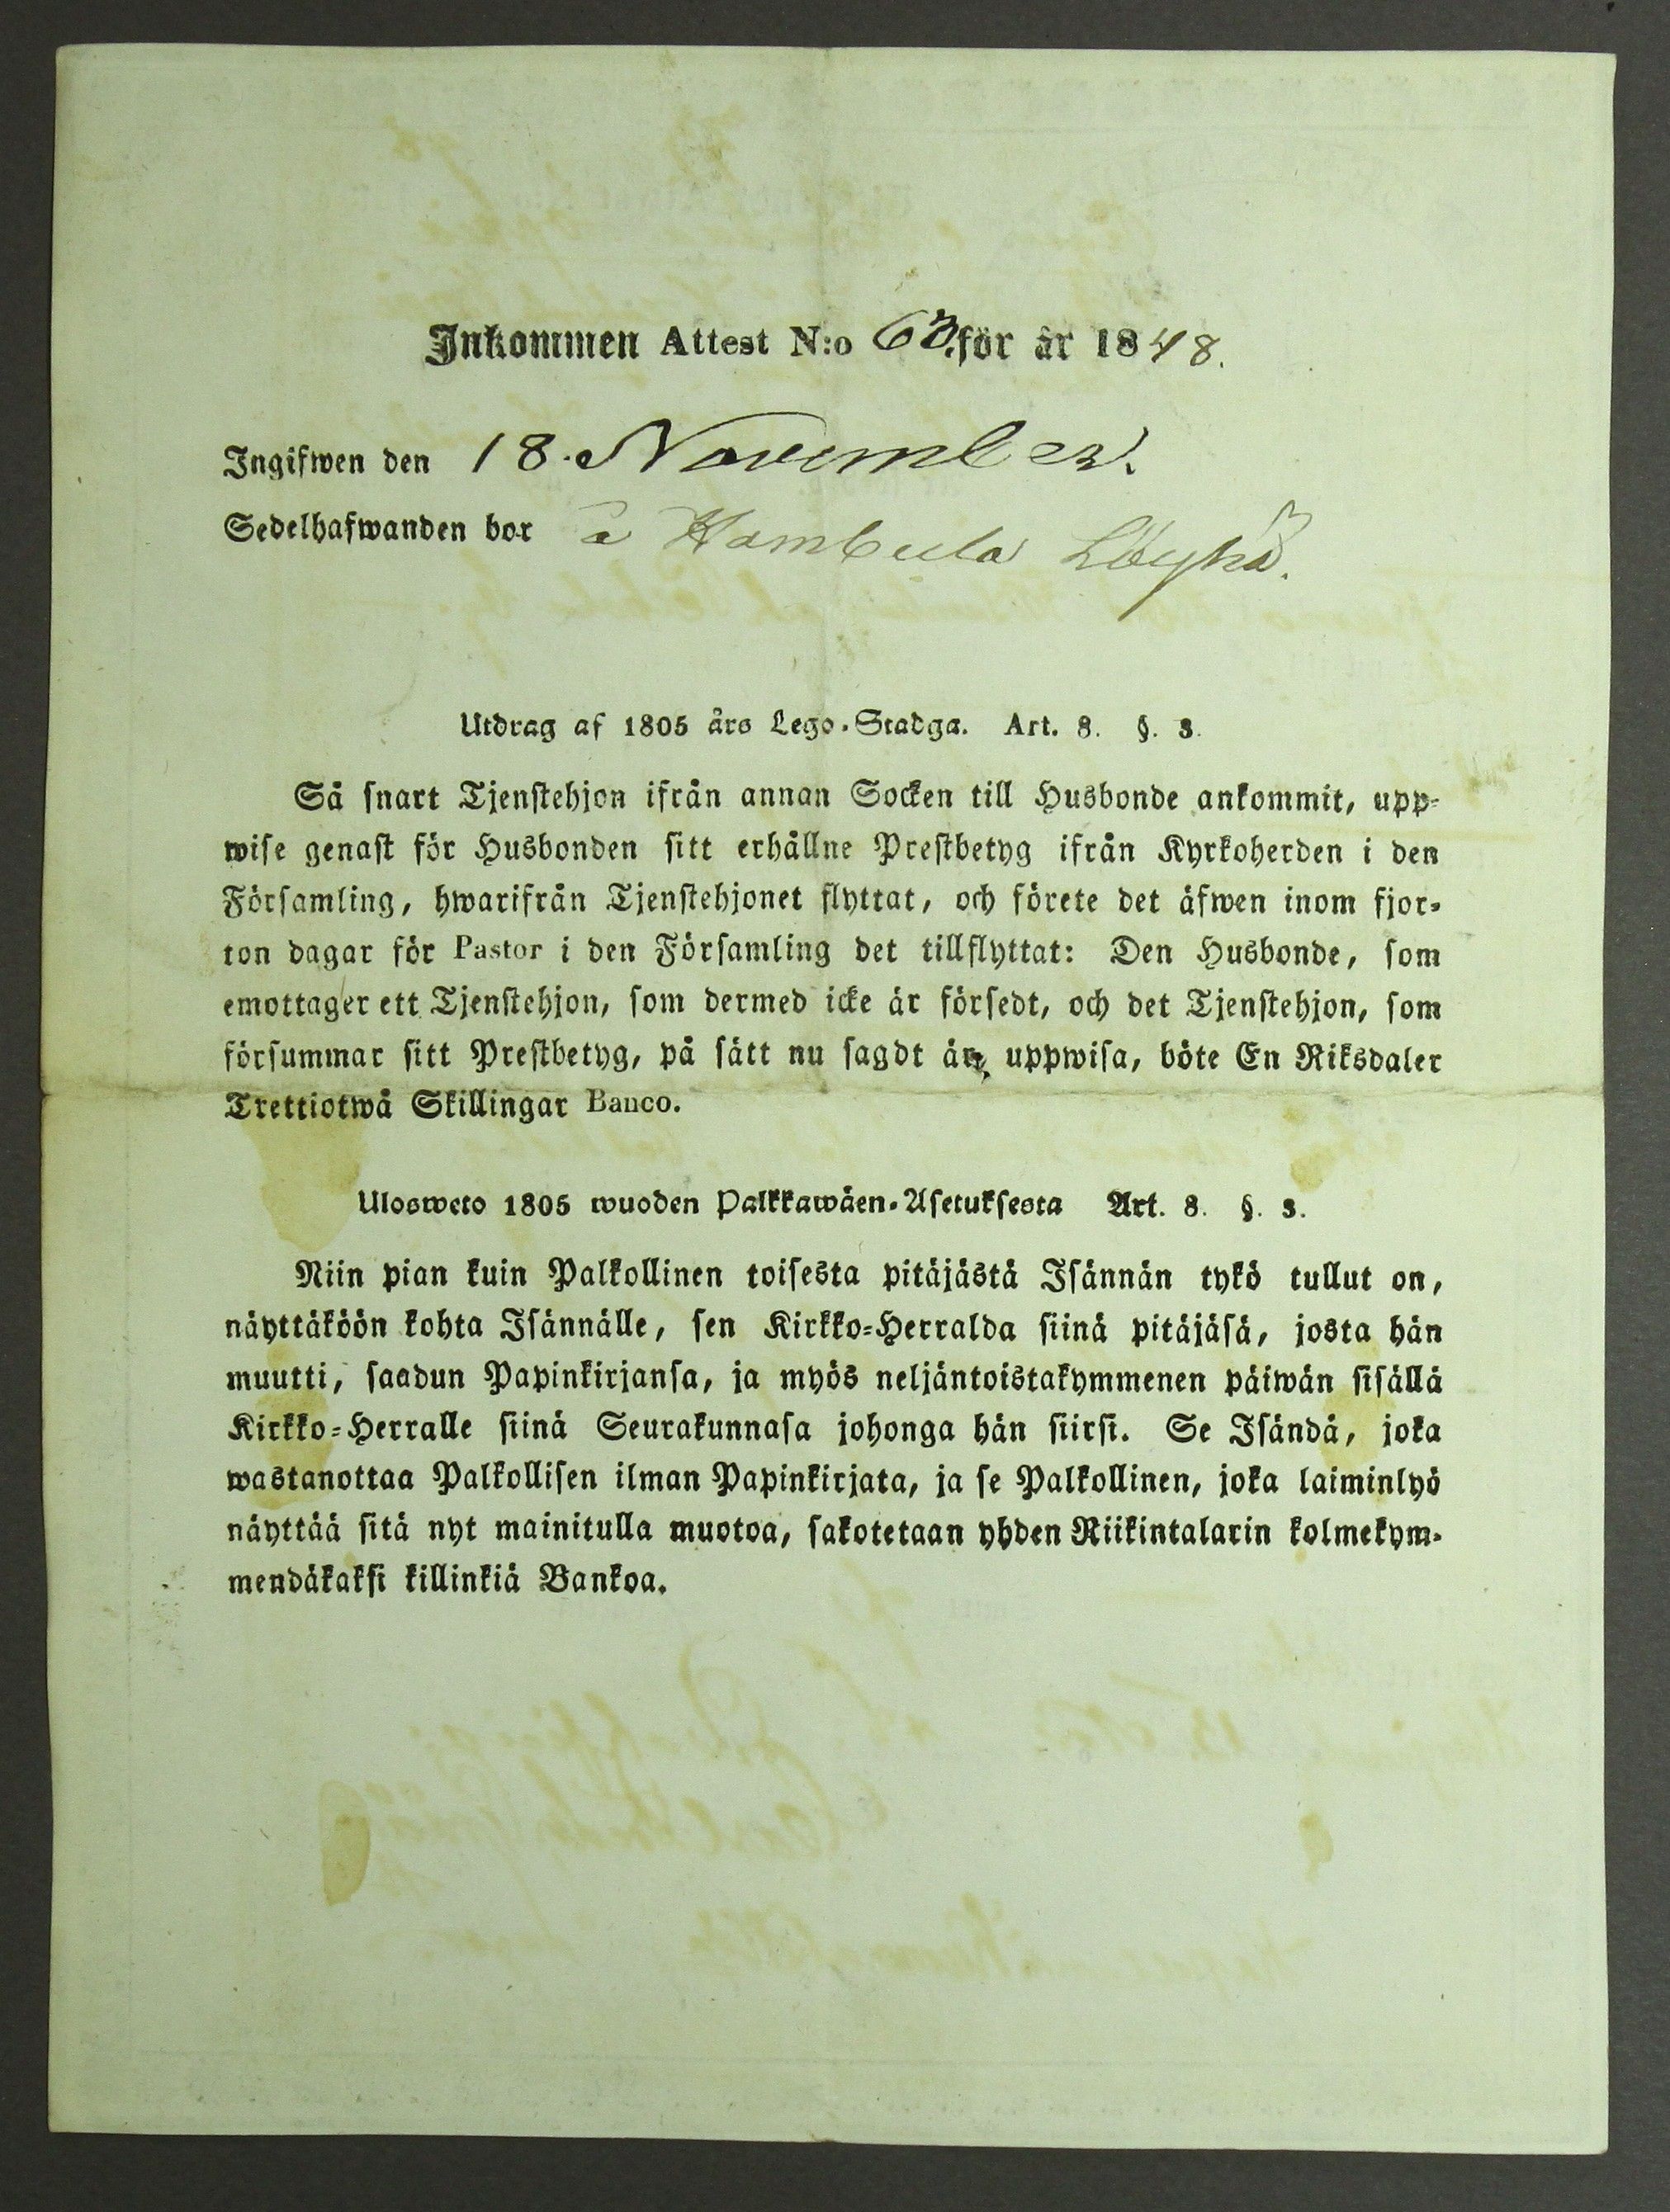 Inkommen Attest N:o 63. för år 1848.
Ingifwen den 18. November.
Sedelhafwanden bor å Hambula Löyhö.
Utdrag af 1805 års Lego-Stadga. Art. 8. §. 3.
Så snart Tjenstehjon ifrån annan Socken till Husbonde ankommit, upp-
wise genast för Husbonden sitt erhållne Prestbetyg ifrån Kyrkoherden i den
Församling, hwarifrån Tjenstehjonet flyttat, och förete det äfwen inom fjor-
ton dagar för Pastor i den Församling det tillflyttat: Den Husbonde, som
emottager ett Tjenstehjon, som dermed icke är försedt, och det Tjenstehjon, som
försummar sitt Prestbetyg, på sätt nu sagdt är, uppwisa, böte En Riksdaler
Trettiotwå Skillingar Banco.
Ulosweto 1805 wuoden Palkkawäen-Asetuksesta Art. 8. §. 3.
Niin pian kuin Palkollinen toisesta pitäjästä Isännän tykö tullut on,
näyttäköön kohta Isännälle, sen Kirkko-Herralda siinä pitäjäsä, josta hän
muutti, saadun Papinkirjansa, ja myös neljäntoistakymmenen päiwän sisällä
Kirkko-Herralle siinä Seurakunnasa johonga hän siirsi. Se Isändä, joka
wastanottaa Palkollisen ilman Papinkirjata, ja se Palkollinen, joka laiminlyö
näyttää sitä nyt mainitulla muotoa, sakotetaan yhden Riikintalarin kolmekym-
mendäkaksi killinkiä Bankoa.